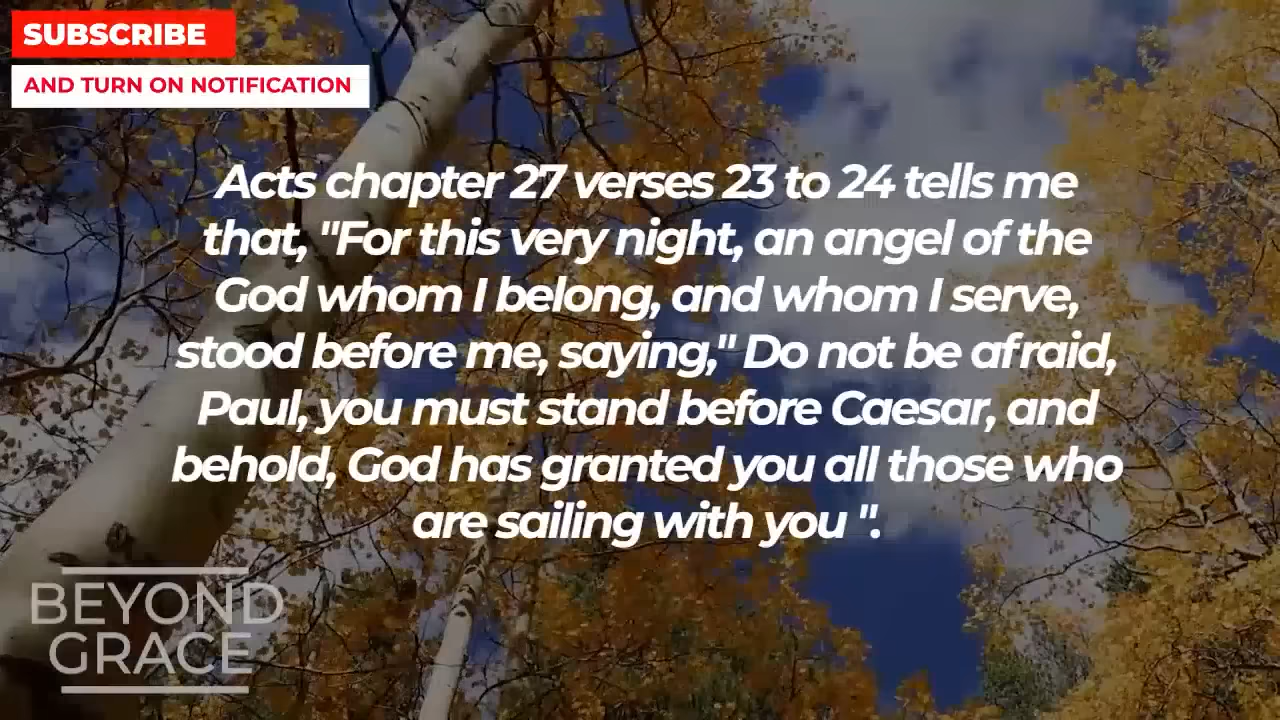 SUBSCRIBE
AND TURN ON NOTIFICATION
Acts chapter 27 verses 23 to 24 tells me
that, "For this very night, an angel of the
God whom I belong, and whom I serve,
stood before me, saying," Do not be afraid,
Paul, you must stand before Caesar, and
behold, God has granted you all those who
are sailing with you ".
BEYOND
GRACE